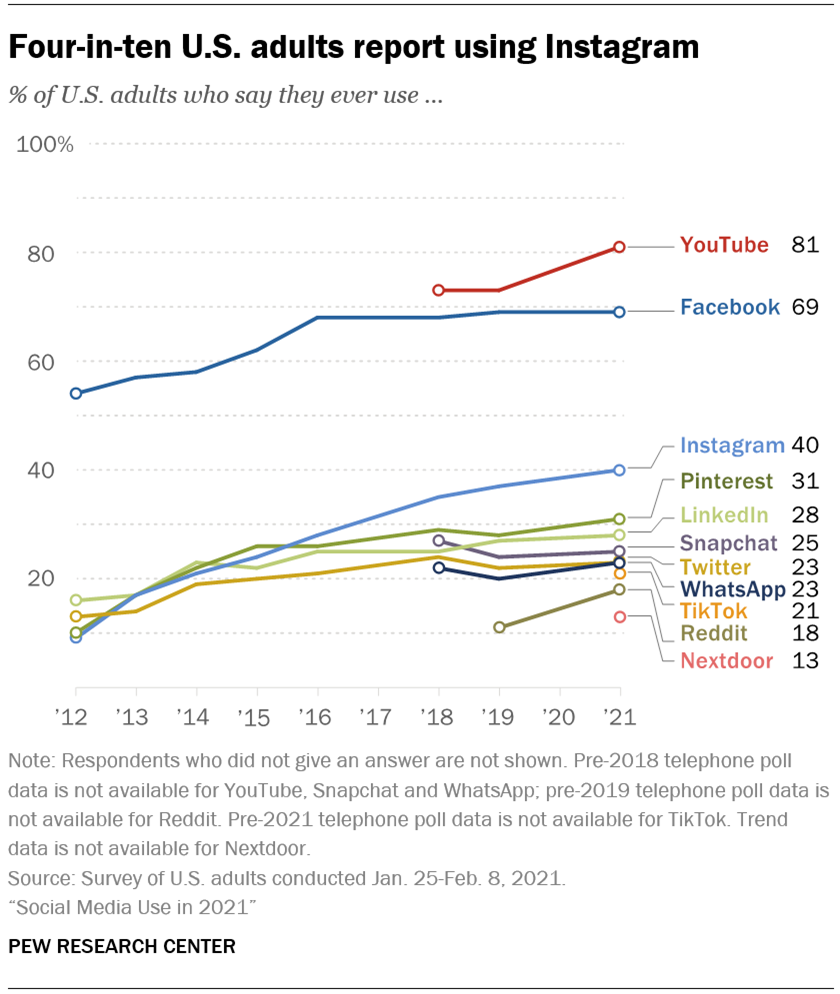 Four-in-ten U.S. adults report using Instagram
% of U.S. adults who say they ever use ...
100%
80
60
40
20
YouTube 81
Facebook 69
Instagram 40
Pinterest 31
LinkedIn 28
Snapchat 25
Twitter 23
WhatsApp 23
TikTok 21
Reddit 18
Nextdoor 13
’12 ’13 ’14 ’15 ’16 ’17 ’18 ’19 ’20 ’21
Note: Respondents who did not give an answer are not shown. Pre-2018 telephone poll
data is not available for YouTube, Snapchat and WhatsApp; pre-2019 telephone poll data is
not available for Reddit. Pre-2021 telephone poll data is not available for TikTok. Trend
data is not available for Nextdoor.
Source: Survey of U.S. adults conducted Jan. 25-Feb. 8, 2021.
“Social Media Use in 2021”
PEW RESEARCH CENTER